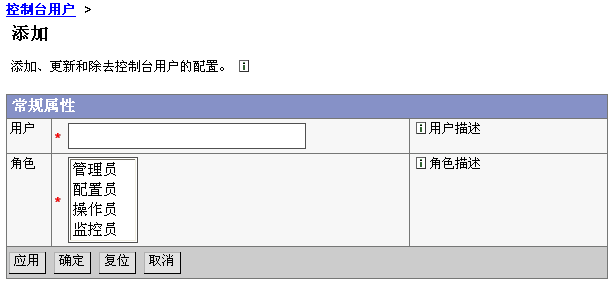 控制台用户 >
添加
添加、更新和除去控制台用户的配置。 i
常规属性
用户 * i 用户描述
角色 * i 角色描述
管理员
配置员
操作员
监控员
应用 确定 复位 取消